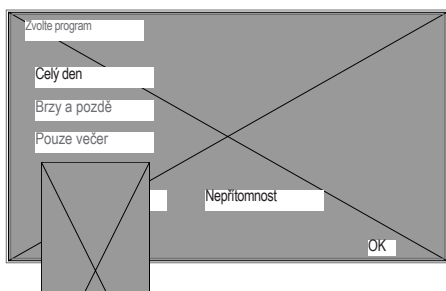 Zvolte program
Celý den
Brzy a pozdě
Pouze večer
Nepřítomnost
OK